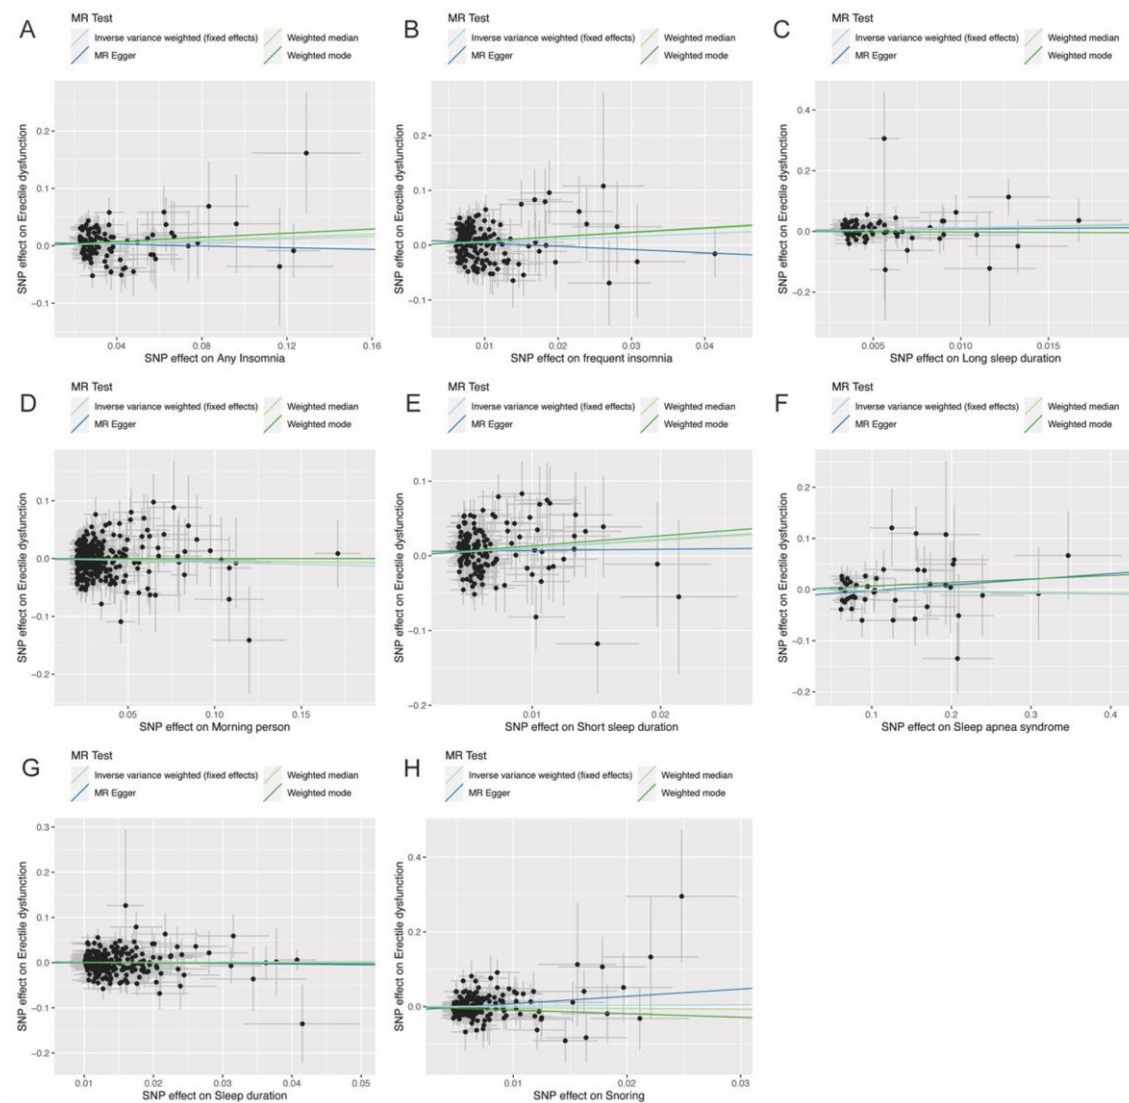 A
MR Test
Inverse variance weighted (fixed effects) Weighted median
MR Egger Weighted mode
SNP effect on Erectile dysfunction
0.2
0.1
0.0
−0.1
0.04 0.08 0.12 0.16
SNP effect on Any Insomnia
B
MR Test
Inverse variance weighted (fixed effects) Weighted median
MR Egger Weighted mode
SNP effect on Erectile dysfunction
0.2
0.1
0.0
−0.1
0.01 0.02 0.03 0.04
SNP effect on frequent insomnia
C
MR Test
Inverse variance weighted (fixed effects) Weighted median
MR Egger Weighted mode
SNP effect on Erectile dysfunction
0.4
0.2
0.0
−0.2
0.005 0.010 0.015
SNP effect on Long sleep duration
D
MR Test
Inverse variance weighted (fixed effects) Weighted median
MR Egger Weighted mode
SNP effect on Erectile dysfunction
0.1
0.0
−0.1
−0.2
0.05 0.10 0.15
SNP effect on Morning person
E
MR Test
Inverse variance weighted (fixed effects) Weighted median
MR Egger Weighted mode
SNP effect on Erectile dysfunction
0.1
0.0
−0.1
−0.2
0.01 0.02
SNP effect on Short sleep duration
F
MR Test
Inverse variance weighted (fixed effects) Weighted median
MR Egger Weighted mode
SNP effect on Erectile dysfunction
0.2
0.1
0.0
−0.1
−0.2
0.1 0.2 0.3 0.4
SNP effect on Sleep apnea syndrome
G
MR Test
Inverse variance weighted (fixed effects) Weighted median
MR Egger Weighted mode
SNP effect on Erectile dysfunction
0.3
0.2
0.1
0.0
−0.1
−0.2
0.01 0.02 0.03 0.04 0.05
SNP effect on Sleep duration
H
MR Test
Inverse variance weighted (fixed effects) Weighted median
MR Egger Weighted mode
SNP effect on Erectile dysfunction
0.4
0.2
0.0
0.01 0.02 0.03
SNP effect on Snoring